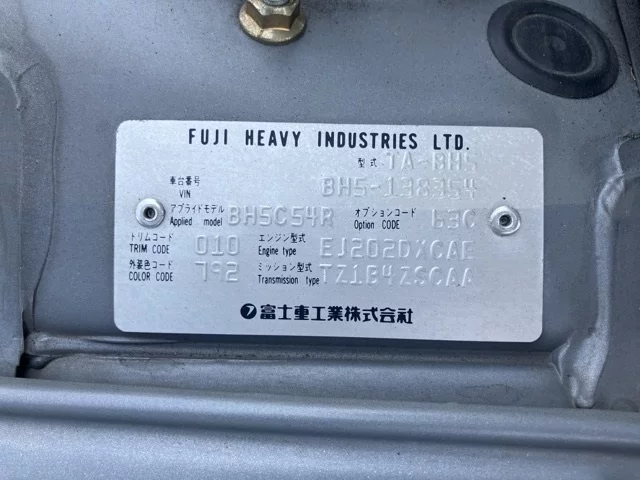 FUJI HEAVY INDUSTRIES LTD.
型式 TA-BH5
車台番号 VIN BH5-138364
アプライドモデル Applied model BH5C54R オプションコード Option CODE 63C
トリムコード TRIM CODE 010 エンジン型式 Engine type EJ202DXCAE
外装色コード COLOR CODE 792 ミッション型式 Transmission type TZ1B4ZSCAA
7 富士重工業株式会社